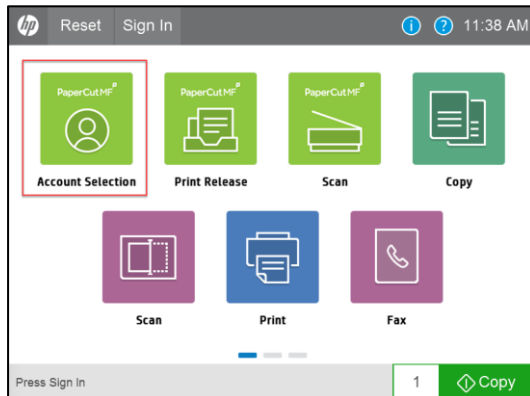 hp Reset Sign In i ? 11:38 AM
PaperCut MF PaperCut MF PaperCut MF
Account Selection Print Release Scan Copy
Scan Print Fax
Press Sign In 1 Copy